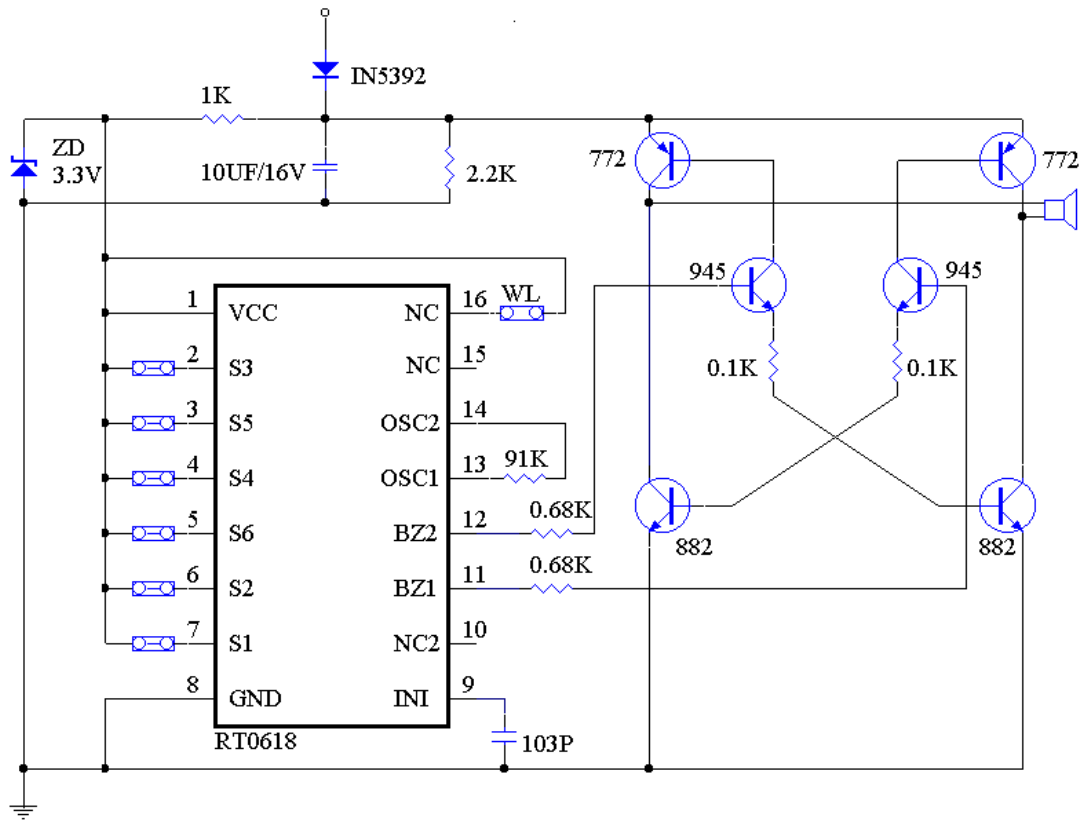 IN5392
1K
ZD
3.3V
10UF/16V
2.2K
772
772
945
945
WL
1 VCC NC 16
2 S3 NC 15
3 S5 OSC2 14
4 S4 OSC1 13
5 S6 BZ2 12
6 S2 BZ1 11
7 S1 NC2 10
8 GND INI 9
91K
0.68K
0.68K
0.1K
0.1K
882
882
RT0618
103P